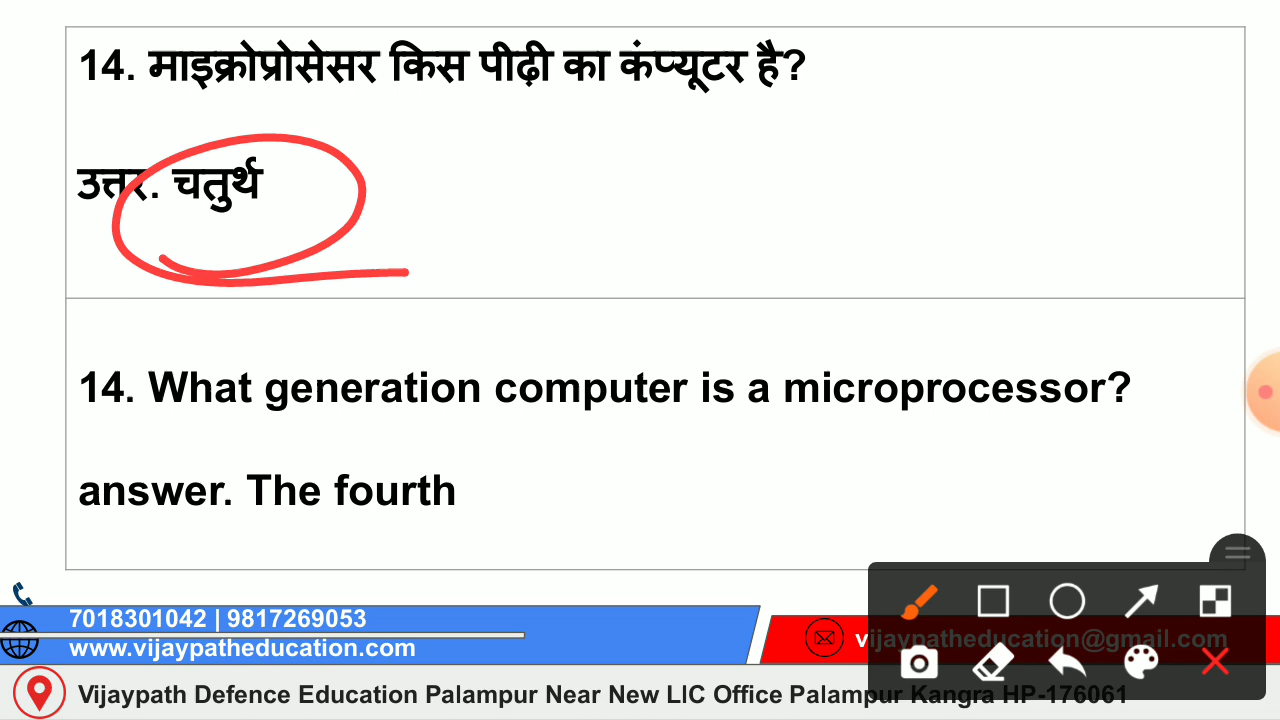 14. माइक्रोप्रोसेसर किस पीढ़ी का कंप्यूटर है?
उत्तर. चतुर्थ
14. What generation computer is a microprocessor?
answer. The fourth
7018301042 | 9817269053
www.vijaypatheducation.com
vijaypatheducation@gmail.com
Vijaypath Defence Education Palampur Near New LIC Office Palampur Kangra HP-176061